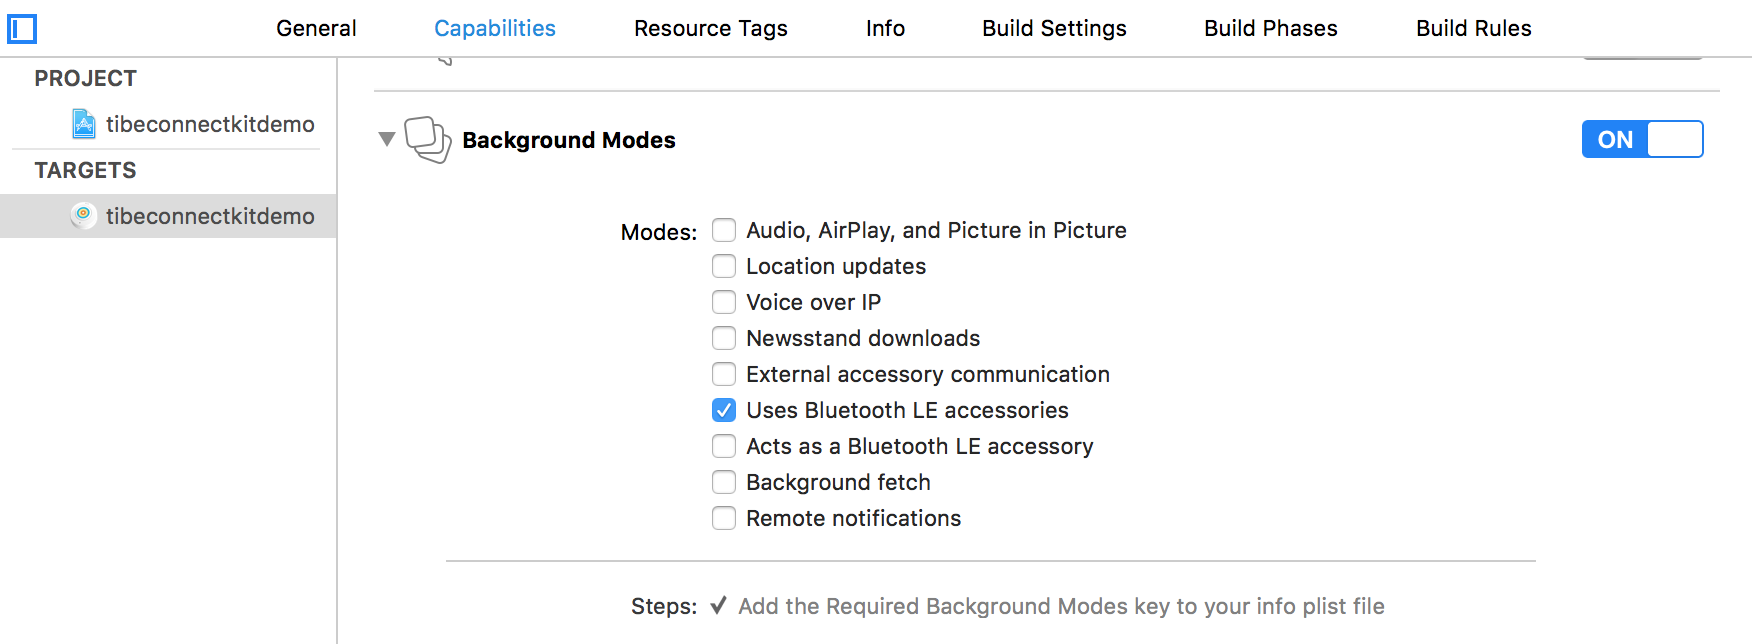 General Capabilities Resource Tags Info Build Settings Build Phases Build Rules
PROJECT
tibeconnectkitdemo
TARGETS
tibeconnectkitdemo
Background Modes
ON
Modes:
Audio, AirPlay, and Picture in Picture
Location updates
Voice over IP
Newsstand downloads
External accessory communication
Uses Bluetooth LE accessories
Acts as a Bluetooth LE accessory
Background fetch
Remote notifications
Steps: ✓ Add the Required Background Modes key to your info plist file